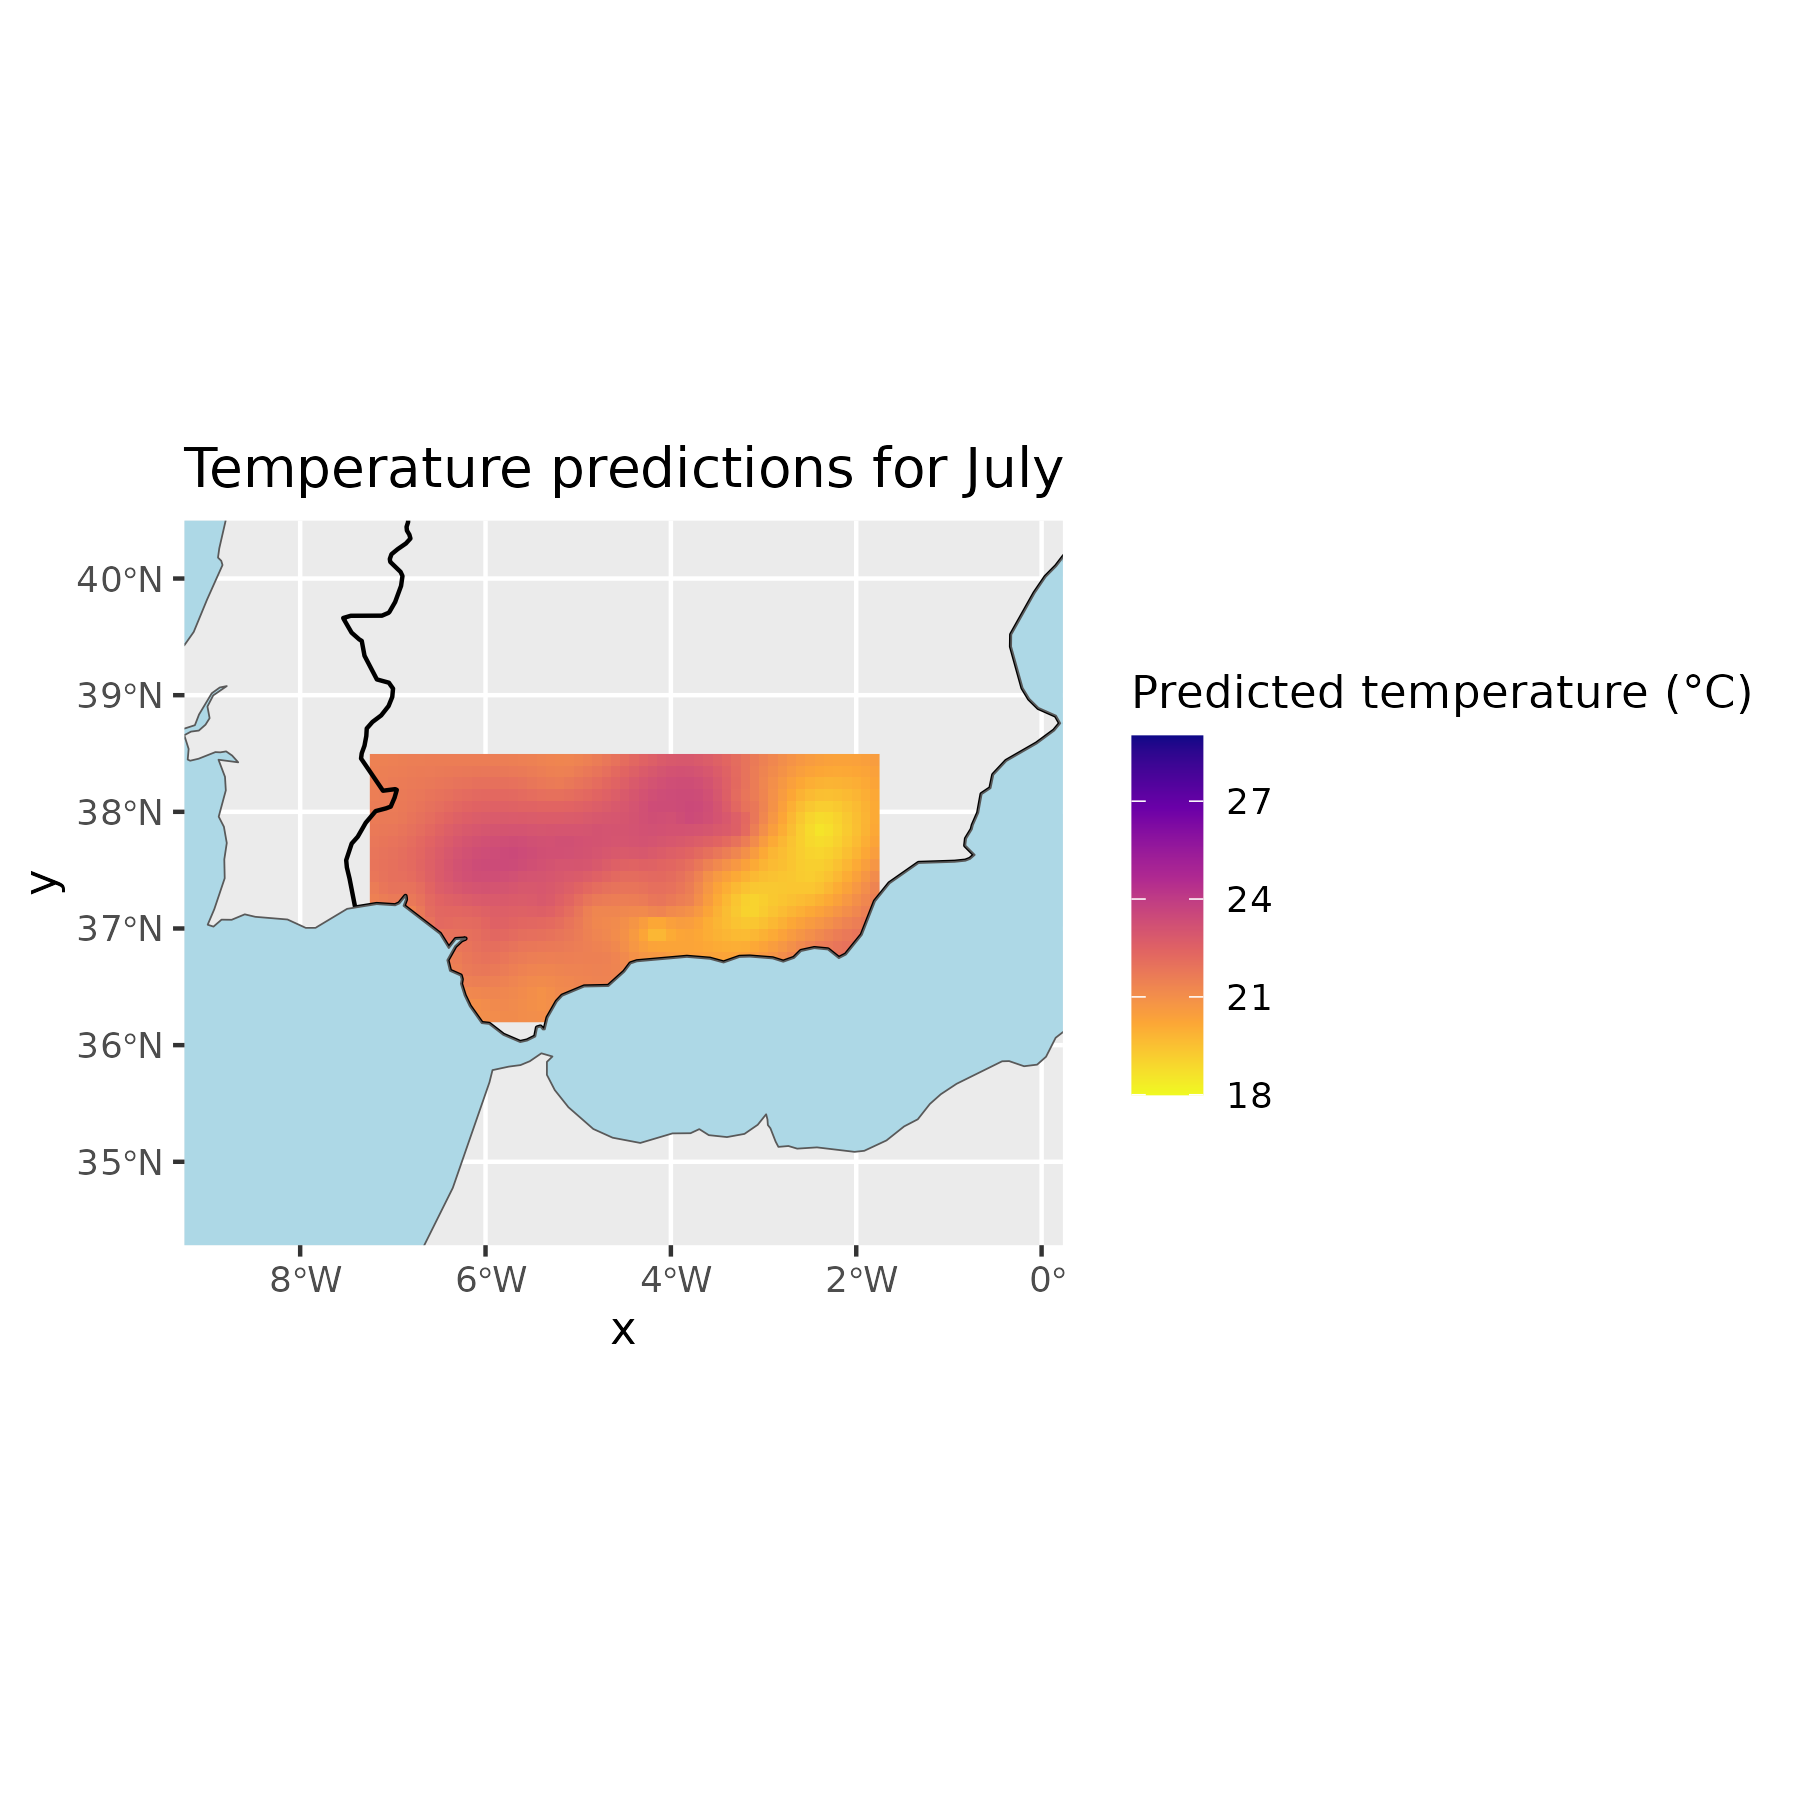 Temperature predictions for July
40°N
39°N
38°N
37°N
36°N
35°N
y
8°W 6°W 4°W 2°W 0°
x
Predicted temperature (°C)
27
24
21
18